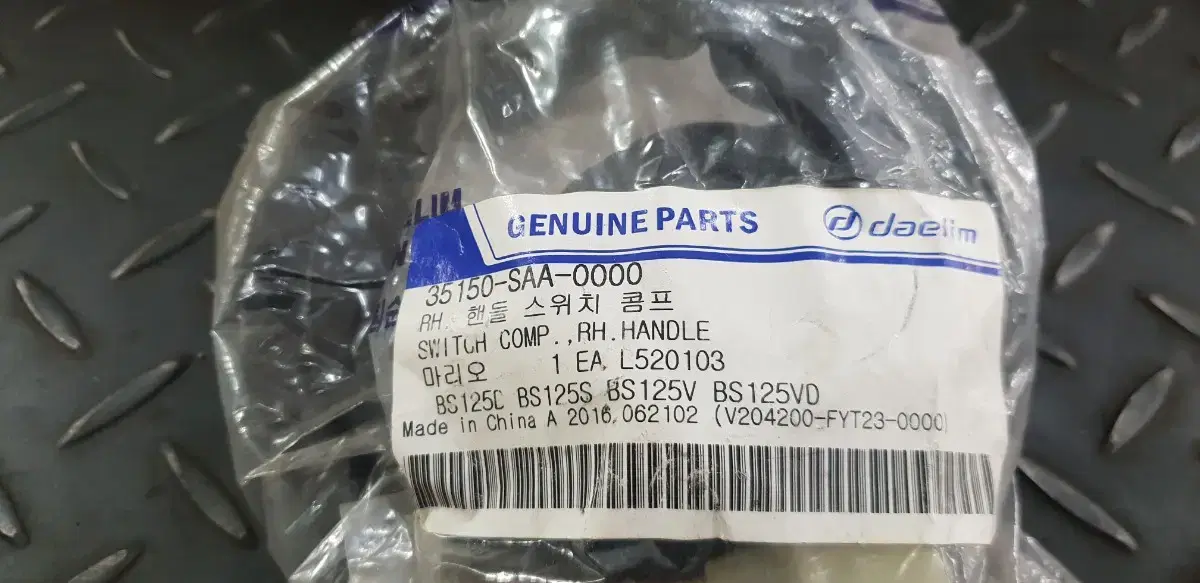 GENUINE PARTS daelim
35150-SAA-0000
RH. 핸들 스위치 콤프
SWITCH COMP.,RH.HANDLE
마리오 1 EA, L520103
BS125D BS125S BS125V BS125VD
Made in China A 2016.062102 (V204200-FYT23-0000)